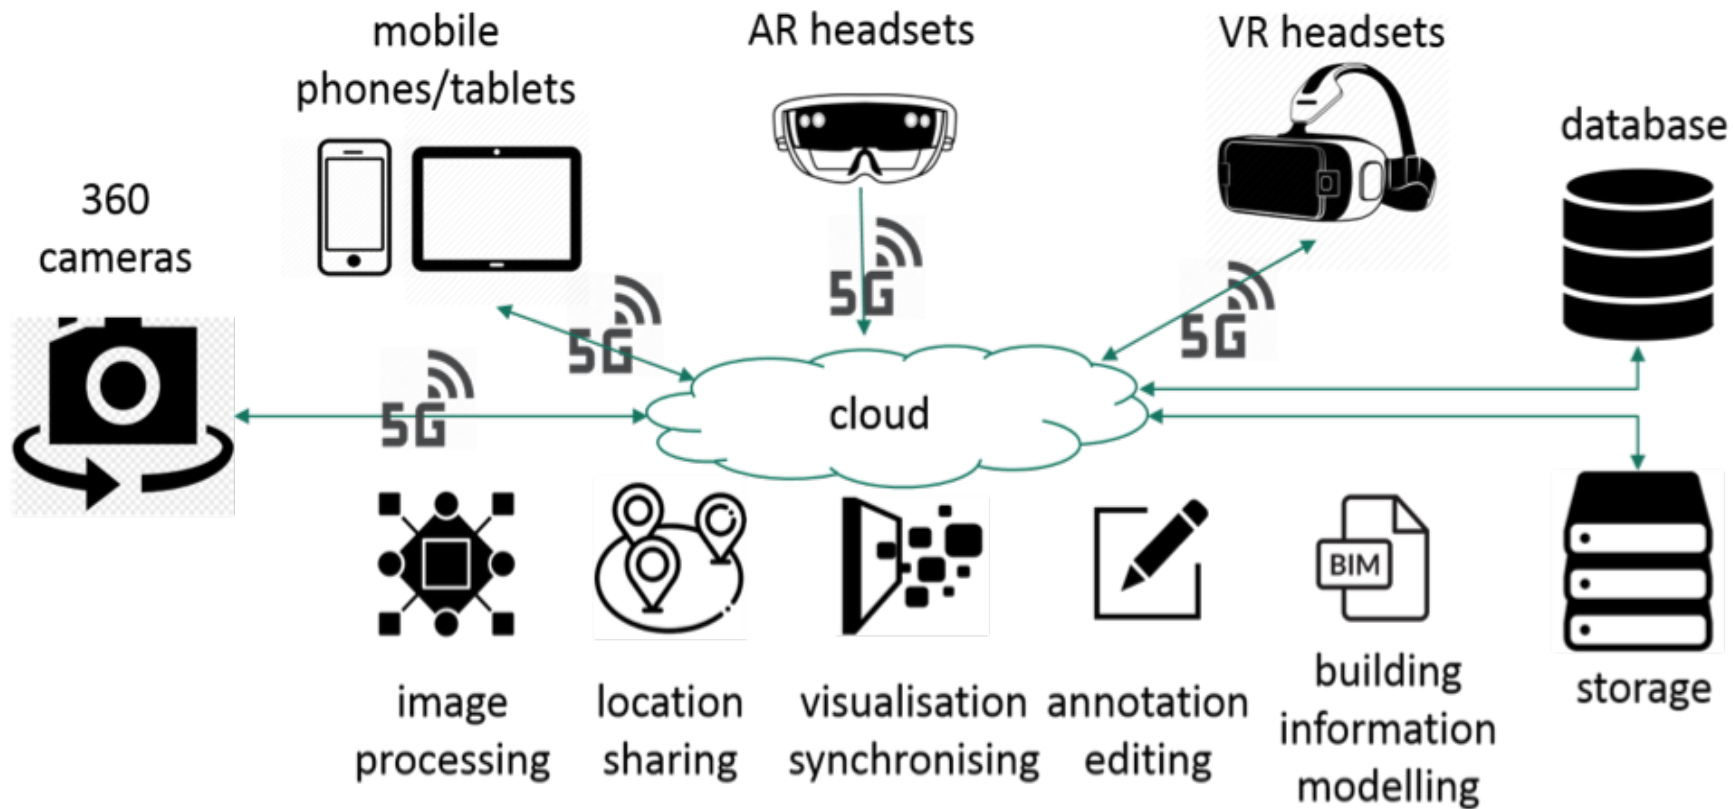 mobile
phones/tablets
AR headsets
VR headsets
database
360
cameras
5G
5G
5G
5G
cloud
BIM
image
processing
location
sharing
visualisation
synchronising
annotation
editing
building
information
modelling
storage